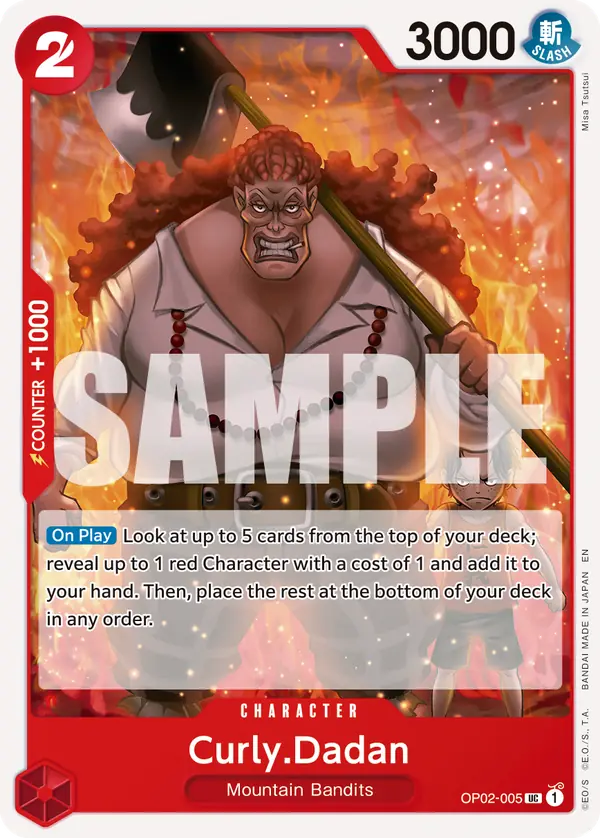 2
3000
斬
SLASH
Misa Tsutsui
COUNTER +1000
SAMPLE
On Play Look at up to 5 cards from the top of your deck;
reveal up to 1 red Character with a cost of 1 and add it to
your hand. Then, place the rest at the bottom of your deck
in any order.
©EO/S ©E.O./S., T.A. BANDAI MADE IN JAPAN EN
CHARACTER
Curly.Dadan
Mountain Bandits
OP02-005 UC 1